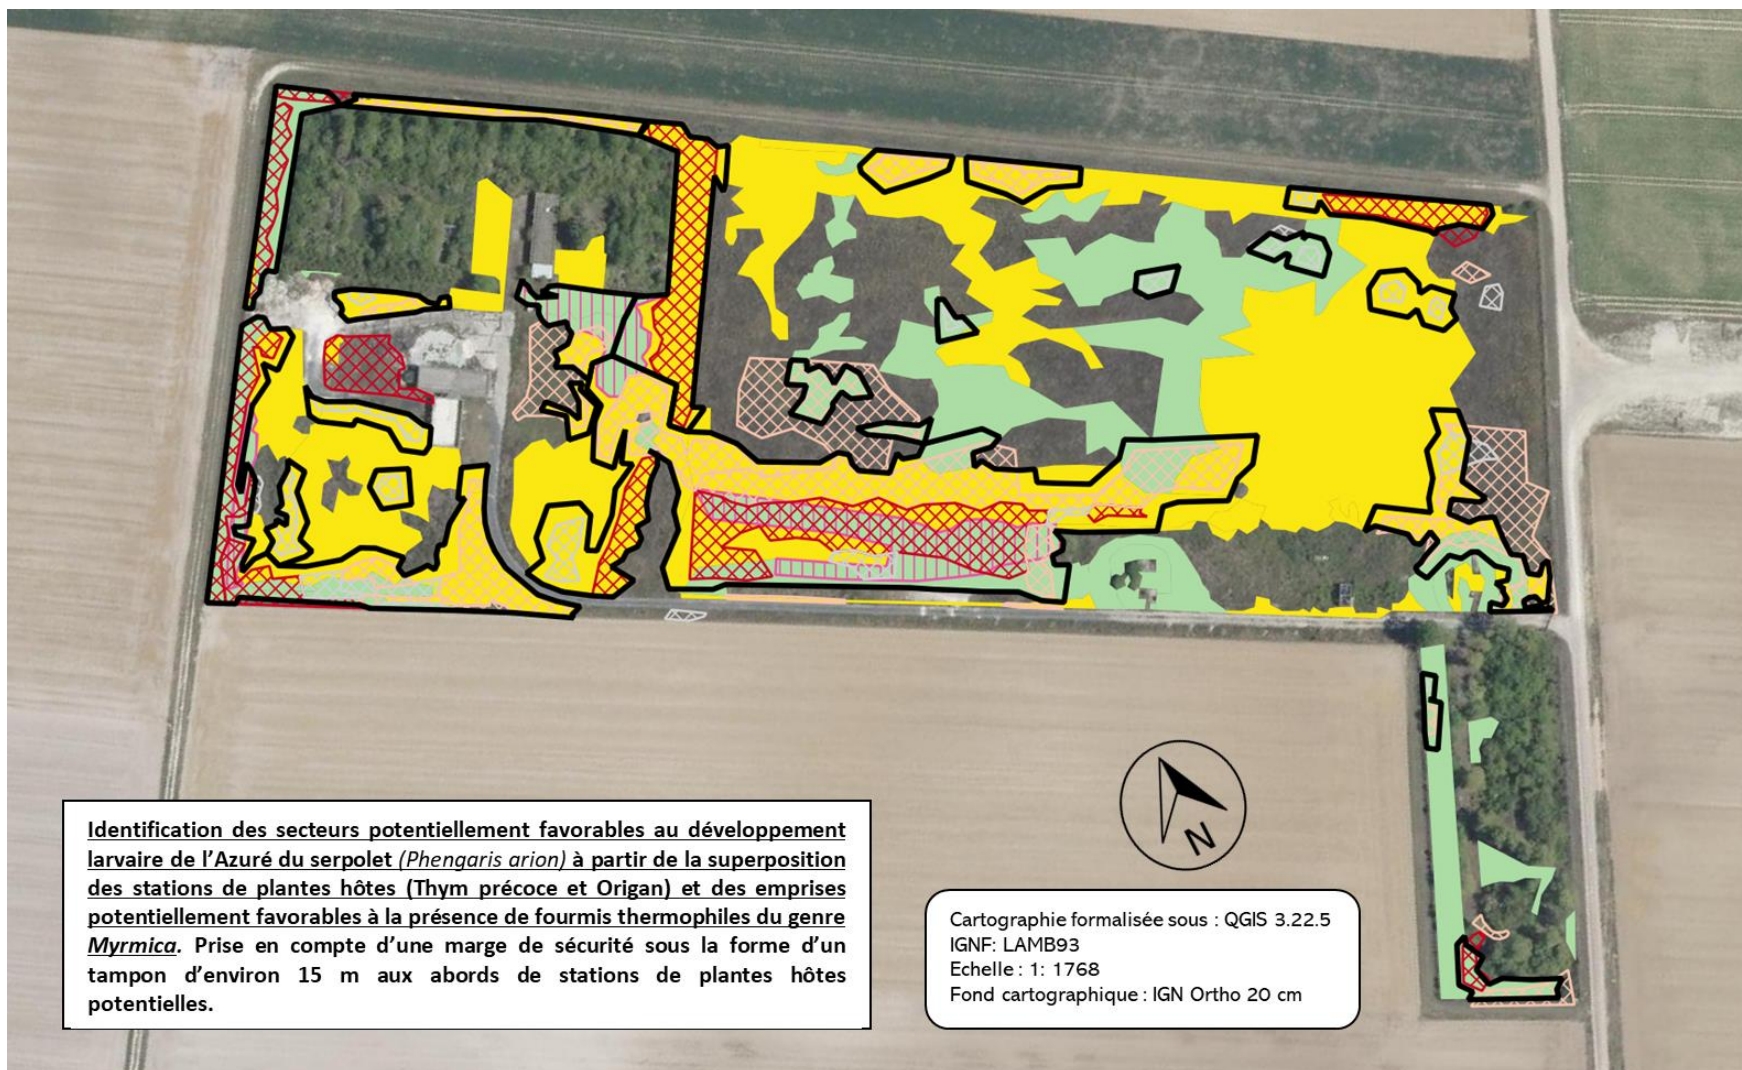 Identification des secteurs potentiellement favorables au développement
larvaire de l’Azuré du serpolet (Phengaris arion) à partir de la superposition
des stations de plantes hôtes (Thym précoce et Origan) et des emprises
potentiellement favorables à la présence de fourmis thermophiles du genre
Myrmica. Prise en compte d’une marge de sécurité sous la forme d’un
tampon d’environ 15 m aux abords de stations de plantes hôtes
potentielles.
N
Cartographie formalisée sous : QGIS 3.22.5
IGNF: LAMB93
Echelle : 1: 1768
Fond cartographique : IGN Ortho 20 cm